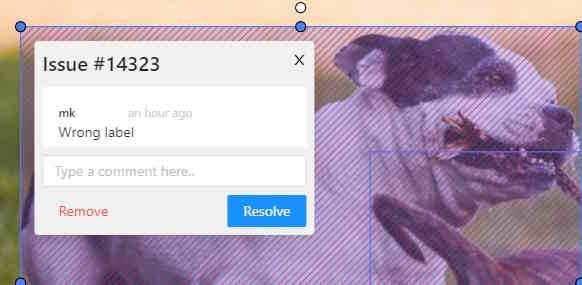 Issue #14323
X
mk an hour ago
Wrong label
Type a comment here..
Remove
Resolve